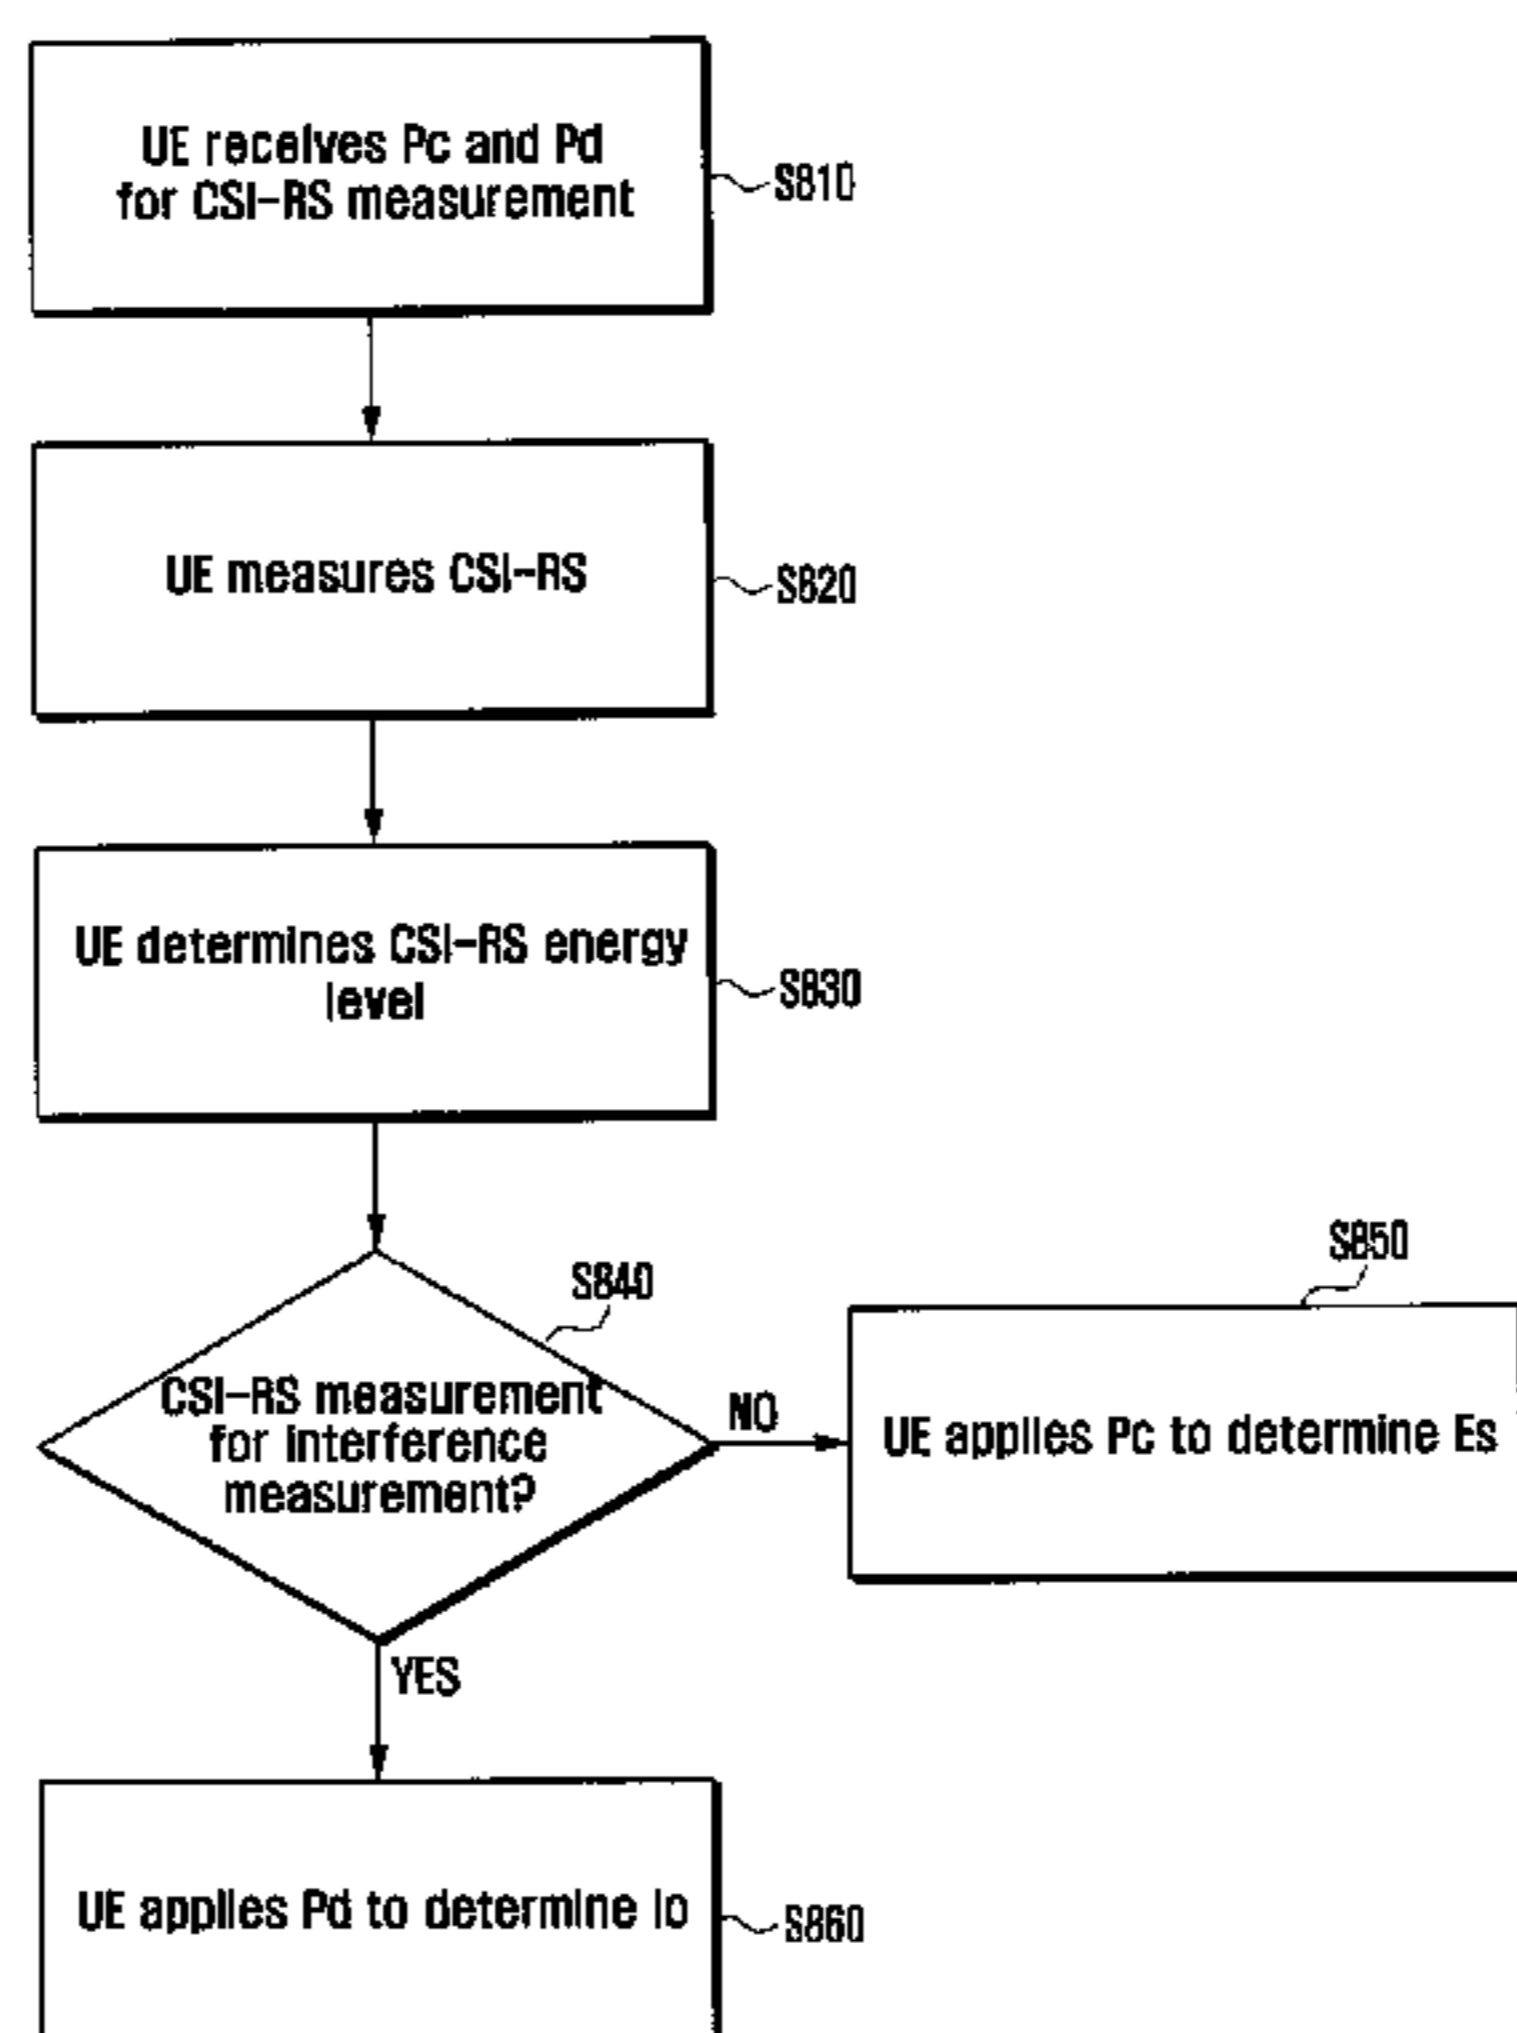 UE receives Pc and Pd
for CSI-RS measurement
S810
UE measures CSI-RS
S820
UE determines CSI-RS energy
level
S830
S840
CSI-RS measurement
for interference
measurement?
NO
S850
UE applies Pc to determine Es
YES
UE applies Pd to determine Io
S860